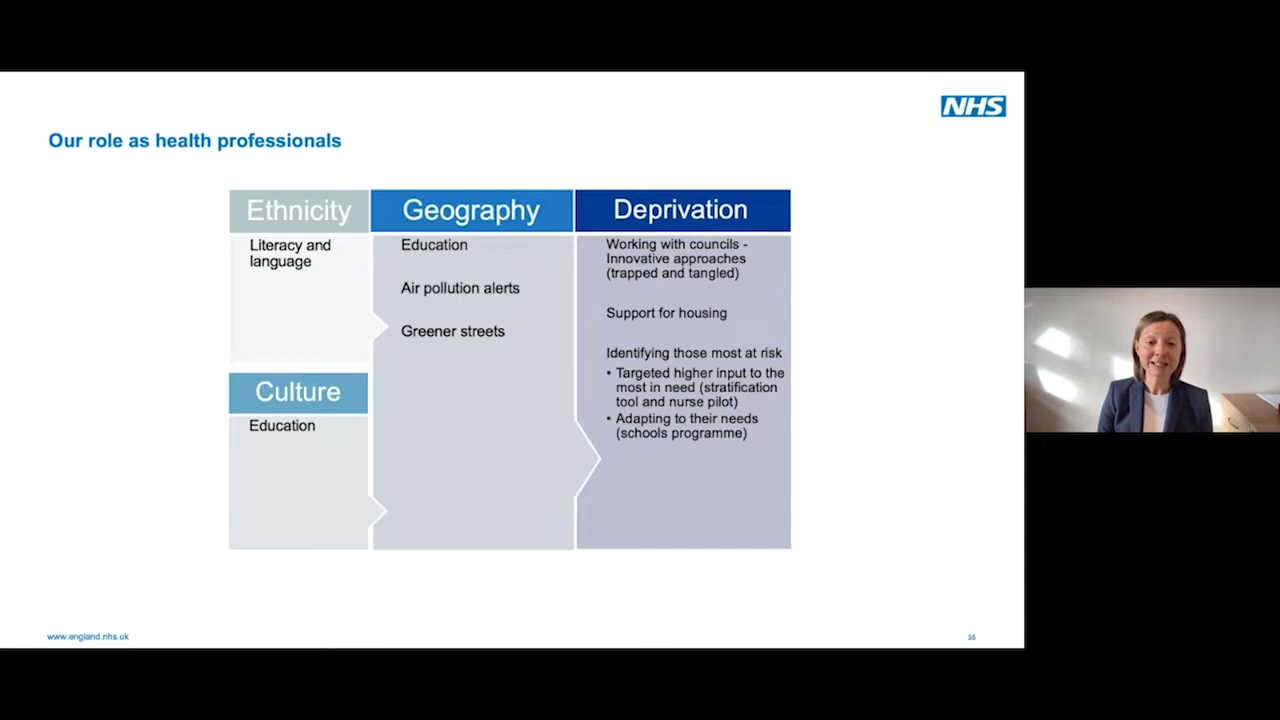 NHS
Our role as health professionals
Ethnicity
Literacy and
language
Culture
Education
Geography
Education
Air pollution alerts
Greener streets
Deprivation
Working with councils -
Innovative approaches
(trapped and tangled)
Support for housing
Identifying those most at risk
• Targeted higher input to the
most in need (stratification
tool and nurse pilot)
• Adapting to their needs
(schools programme)
www.england.nhs.uk
35